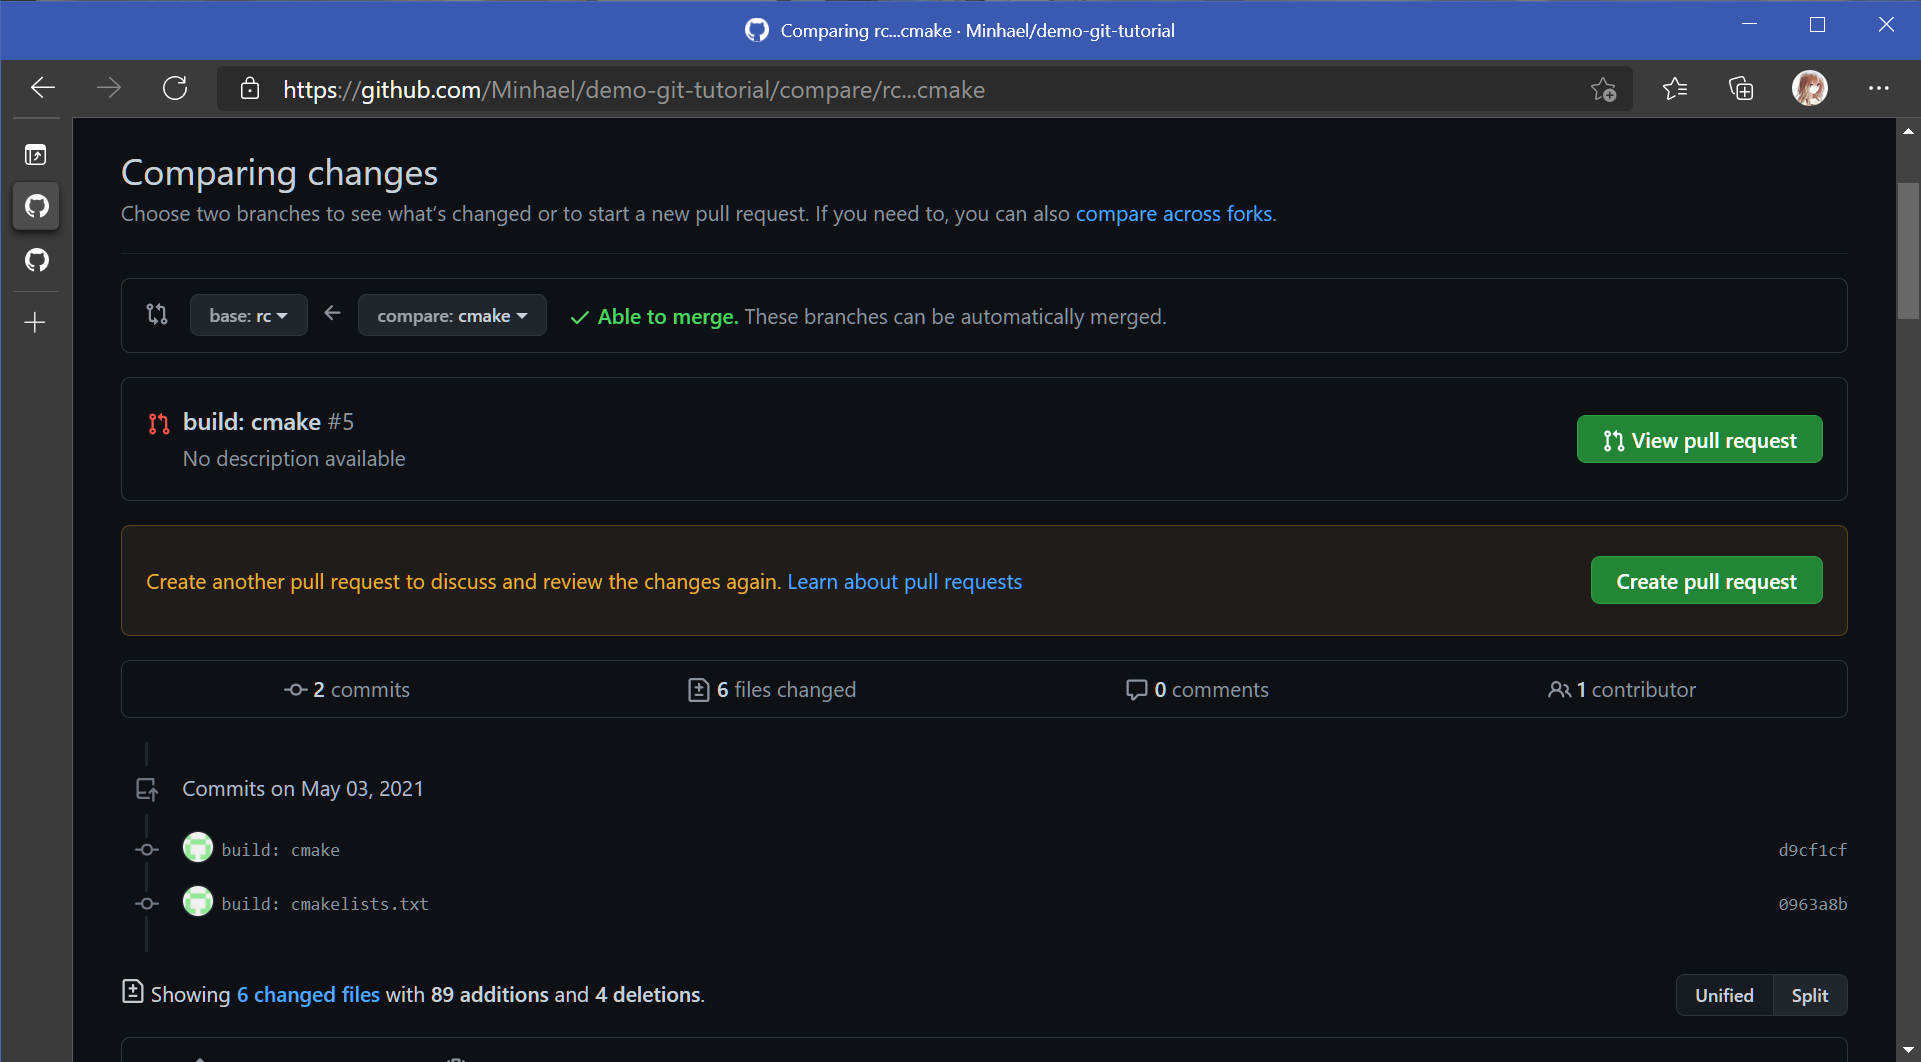 Comparing rc...cmake · Minhael/demo-git-tutorial
https://github.com/Minhael/demo-git-tutorial/compare/rc...cmake
Comparing changes
Choose two branches to see what's changed or to start a new pull request. If you need to, you can also compare across forks.
base: rc
compare: cmake
Able to merge. These branches can be automatically merged.
build: cmake #5
No description available
View pull request
Create another pull request to discuss and review the changes again. Learn about pull requests
Create pull request
2 commits
6 files changed
0 comments
1 contributor
Commits on May 03, 2021
build: cmake
d9cf1cf
build: cmakelists.txt
0963a8b
Showing 6 changed files with 89 additions and 4 deletions.
Unified
Split